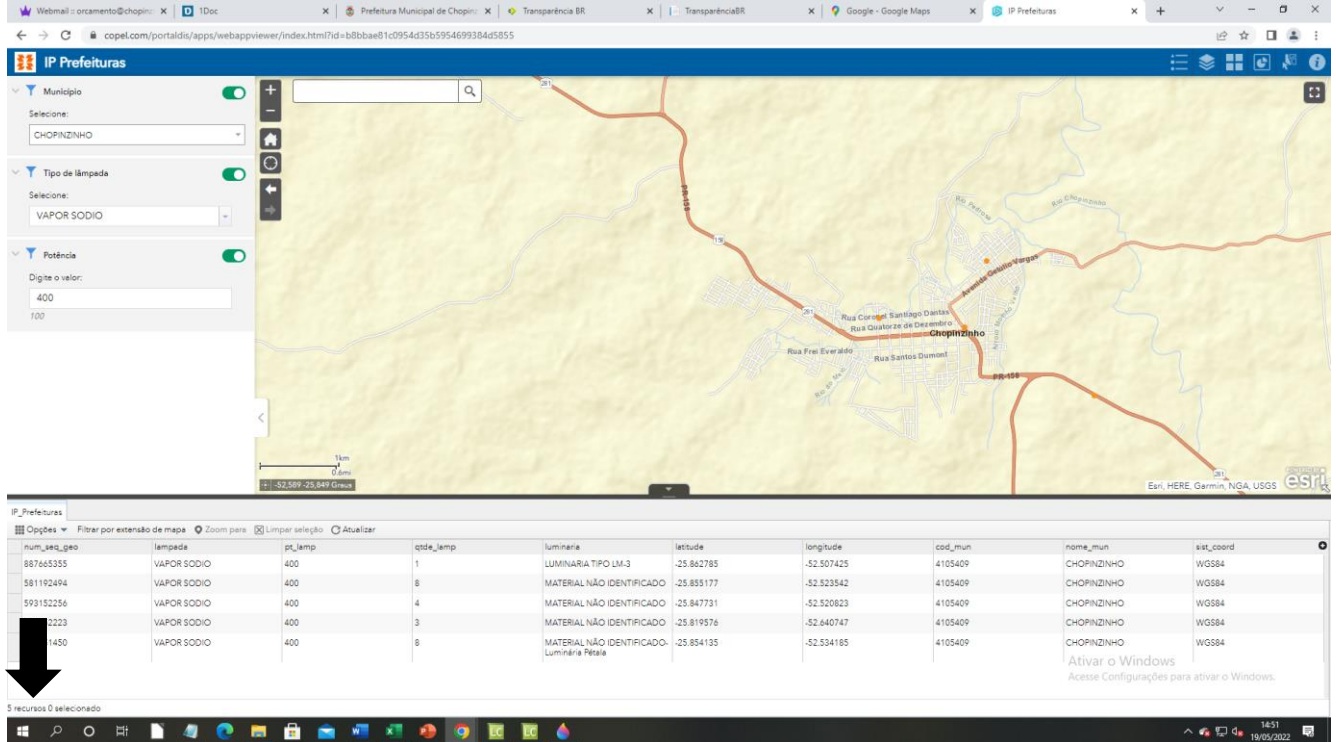 Webmail :: orcamento@chopinz
1Doc
Prefeitura Municipal de Chopinz
Transparência BR
TransparênciaBR
Google - Google Maps
IP Prefeituras
copel.com/portaldis/apps/webappviewer/index.html?id=b8bbae81c0954d35b5954699384d5855
IP Prefeituras
Município
Selecione:
CHOPINZINHO
Tipo de lâmpada
Selecione:
VAPOR SODIO
Potência
Digite o valor:
400
100
281
PR-158
158
Rio Pedrosa
Rio Chopinzinho
Avenida Getúlio Vargas
281
Rua Coronel Santiago Dantas
Rua Quatorze de Dezembro
Chopinzinho
Rua Frei Everaldo
Rua Santos Dumont
PR-158
281
1km
0.6mi
-52,589 -25,849 Graus
Esri, HERE, Garmin, NGA, USGS
esri
IP_Prefeituras
Opções Filtrar por extensão de mapa Zoom para Limpar seleção Atualizar
num_seq_geo lampada pt_lamp qtde_lamp luminaria latitude longitude cod_mun nome_mun sist_coord
887665355 VAPOR SODIO 400 1 LUMINARIA TIPO LM-3 -25.862785 -52.507425 4105409 CHOPINZINHO WGS84
581192494 VAPOR SODIO 400 8 MATERIAL NÃO IDENTIFICADO -25.855177 -52.523542 4105409 CHOPINZINHO WGS84
593152256 VAPOR SODIO 400 4 MATERIAL NÃO IDENTIFICADO -25.847731 -52.520823 4105409 CHOPINZINHO WGS84
2223 VAPOR SODIO 400 3 MATERIAL NÃO IDENTIFICADO -25.819576 -52.640747 4105409 CHOPINZINHO WGS84
1450 VAPOR SODIO 400 8 MATERIAL NÃO IDENTIFICADO- -25.854135 -52.534185 4105409 CHOPINZINHO WGS84
Luminéria Pétala
Ativar o Windows
Acesse Configurações para ativar o Windows.
5 recursos 0 selecionado
14:51
19/05/2022